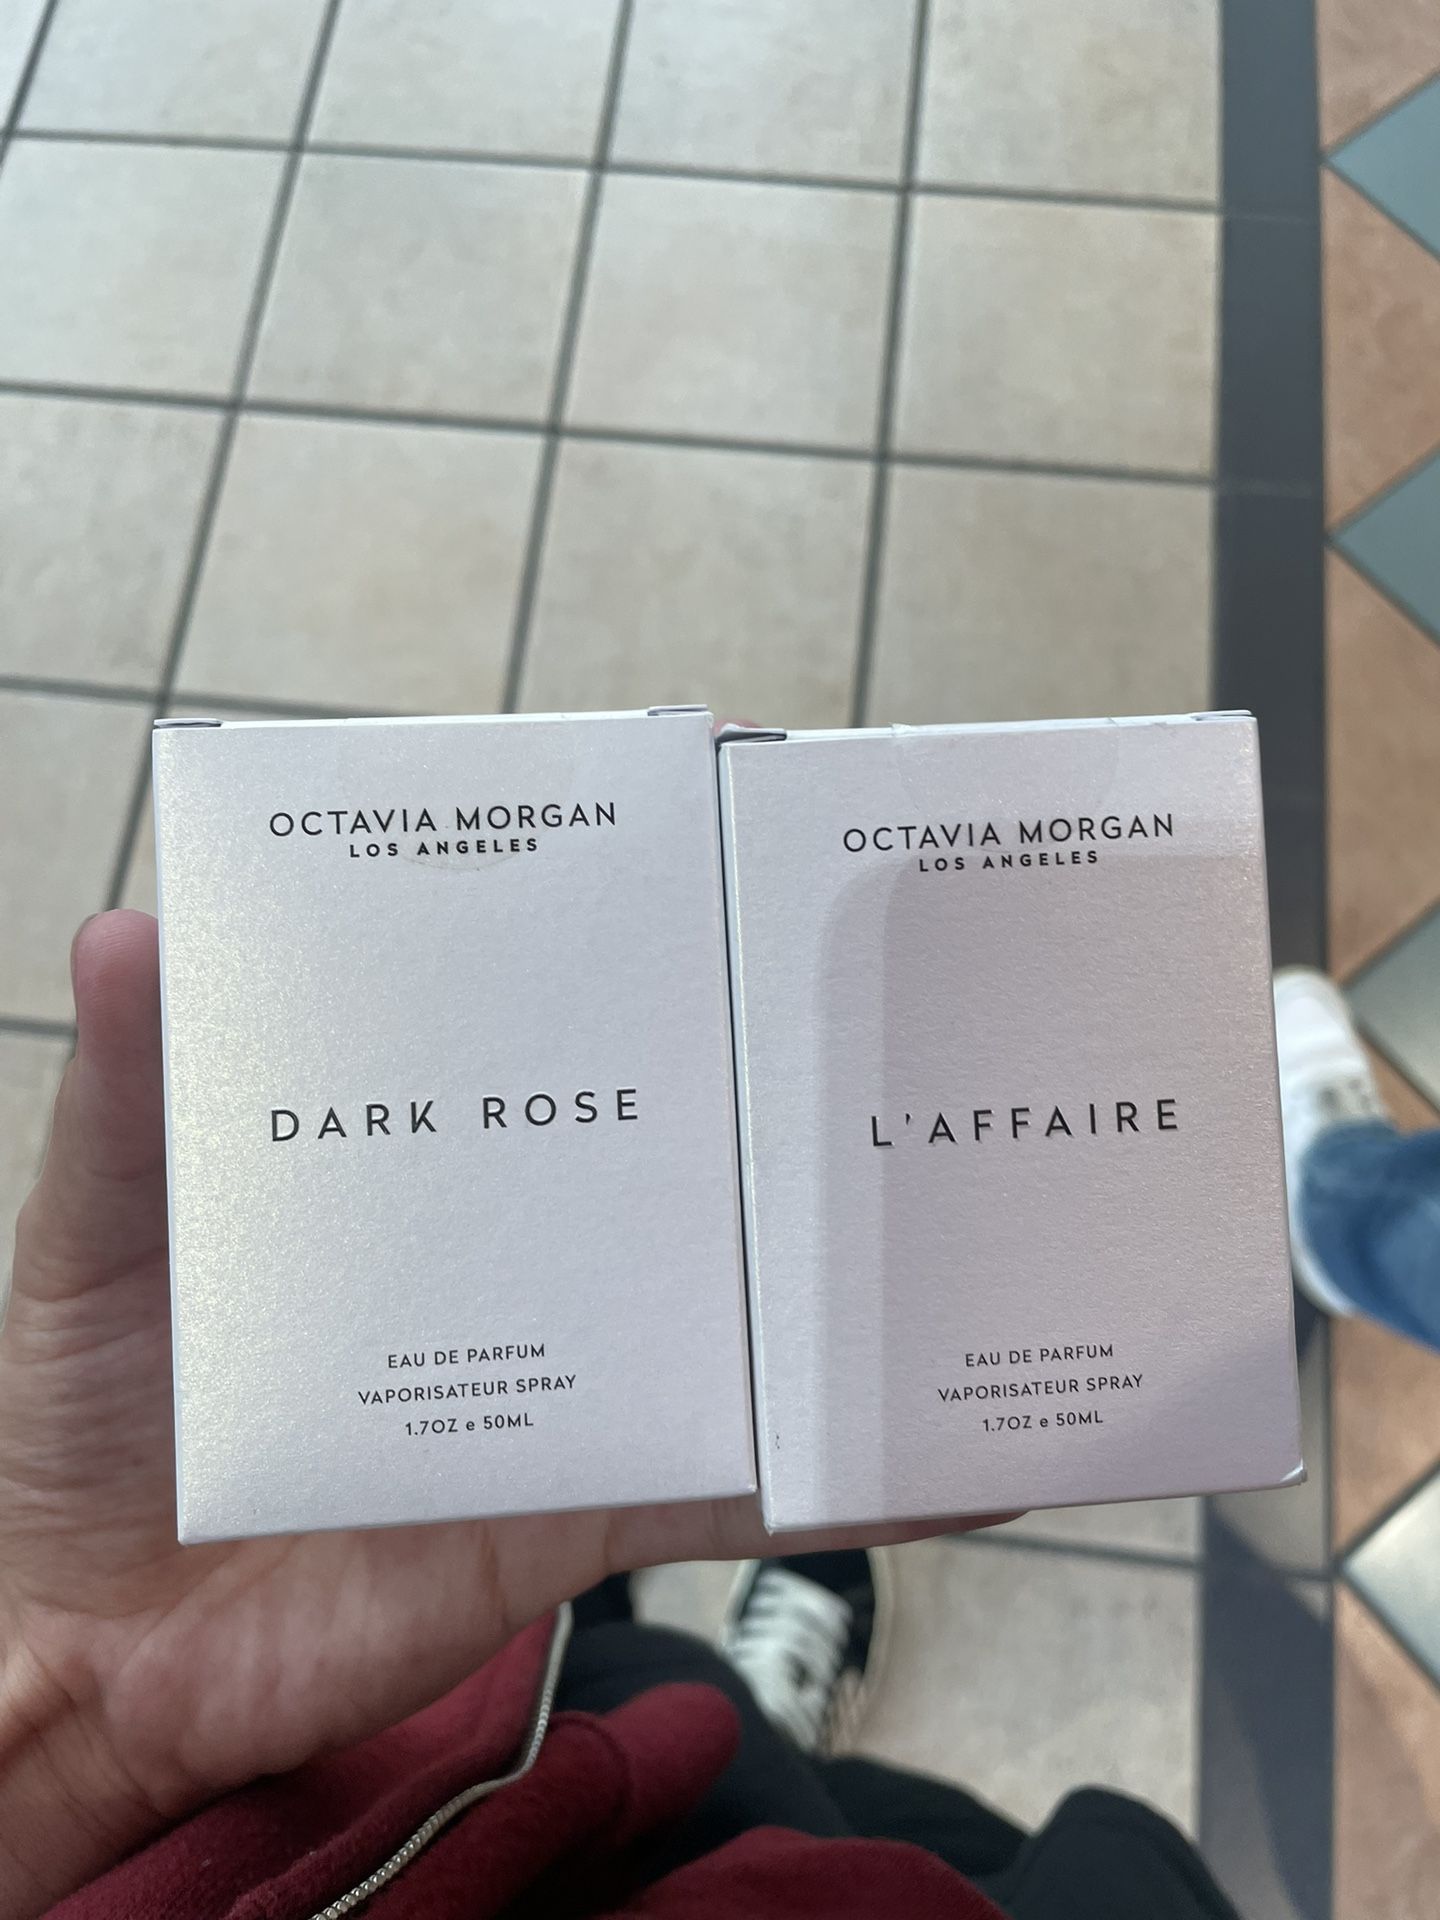 OCTAVIA MORGAN
LOS ANGELES
DARK ROSE
EAU DE PARFUM
VAPORISATEUR SPRAY
1.7OZ e 50ML
OCTAVIA MORGAN
LOS ANGELES
L'AFFAIRE
EAU DE PARFUM
VAPORISATEUR SPRAY
1.7OZ e 50ML